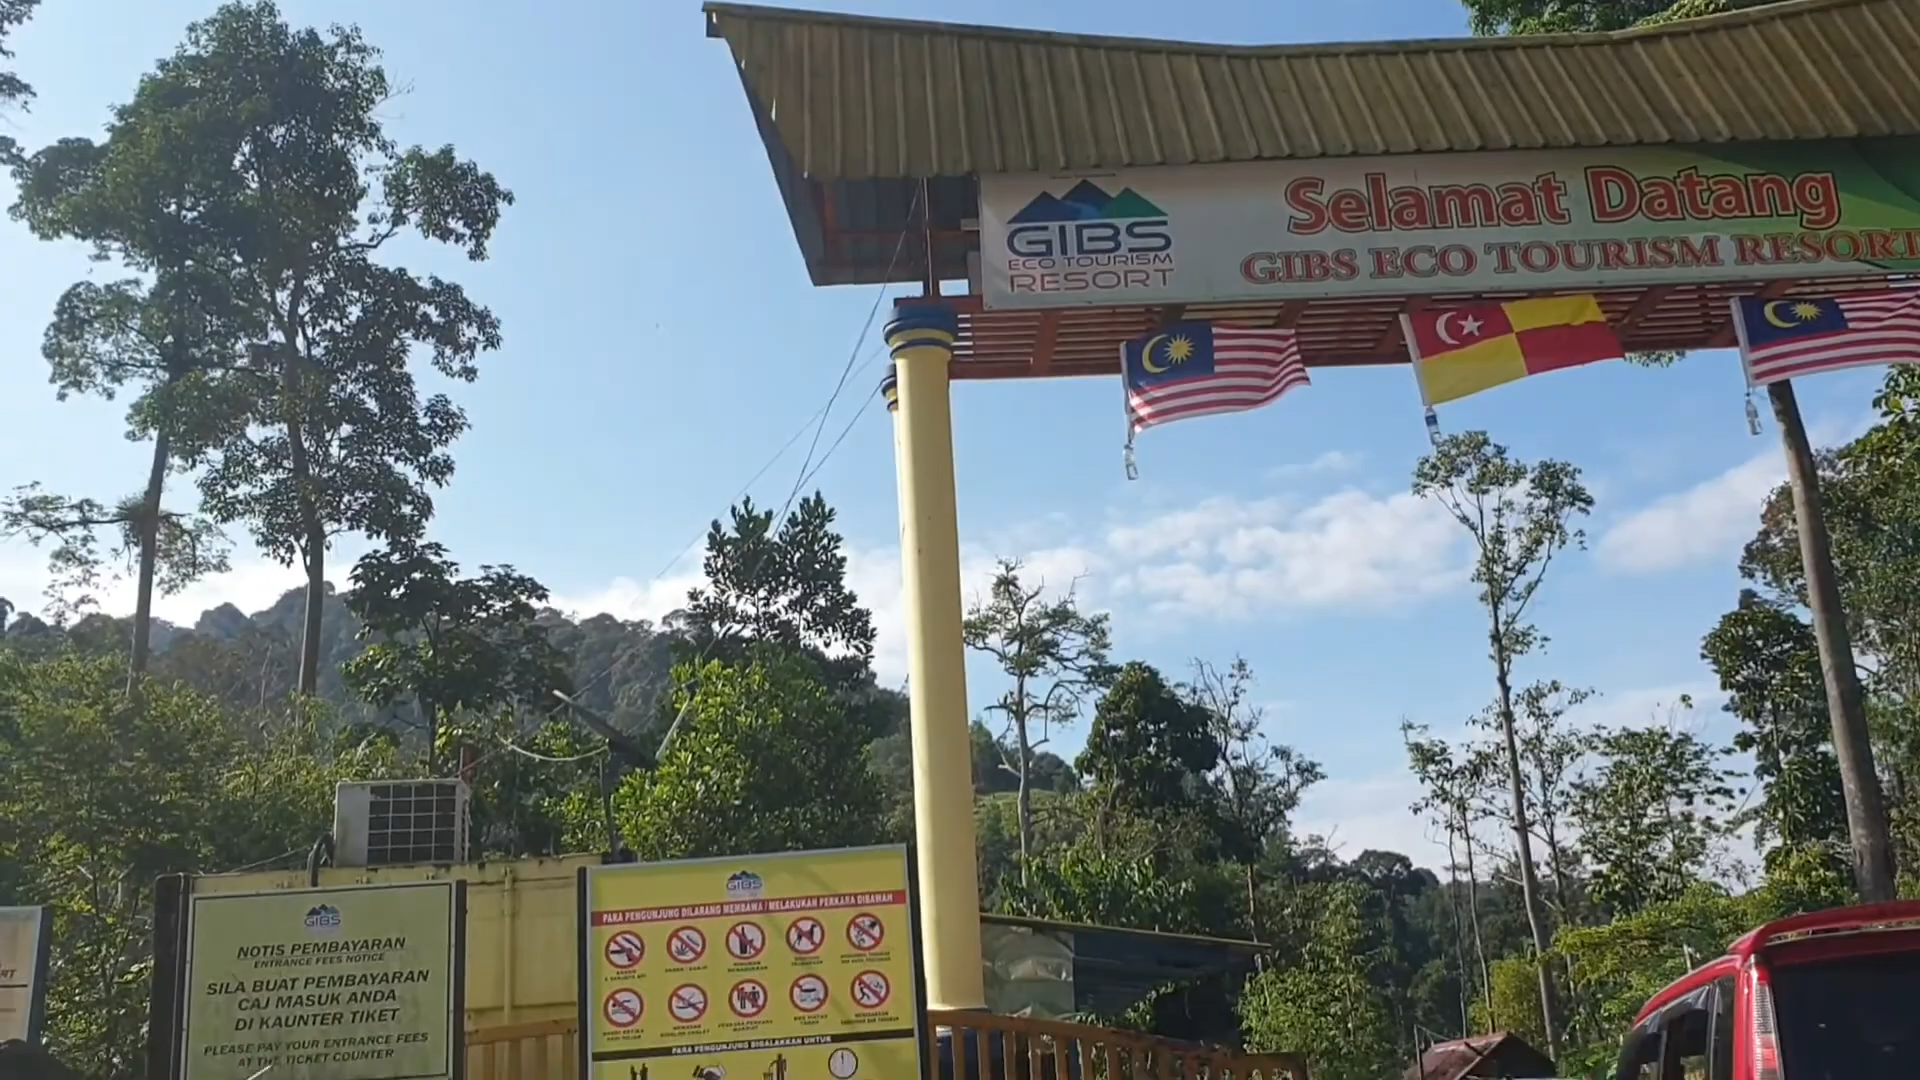 GIBS
ECO TOURISM
RESORT
Selamat Datang
GIBS ECO TOURISM RESORT
GIBS
NOTIS PEMBAYARAN
ENTRANCE FEES NOTICE
SILA BUAT PEMBAYARAN
CAJ MASUK ANDA
DI KAUNTER TIKET
PLEASE PAY YOUR ENTRANCE FEES
AT THE TICKET COUNTER
GIBS
PARA PENGUNJUNG DILARANG MEMBAWA / MELAKUKAN PERKARA DIBAWAH
PARA PENGUNJUNG DIGALAKKAN UNTUK